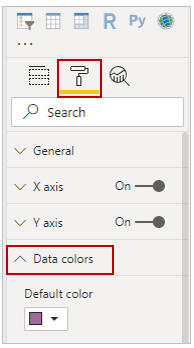 R Py
...
Search
General
X axis On
Y axis On
Data colors
Default color